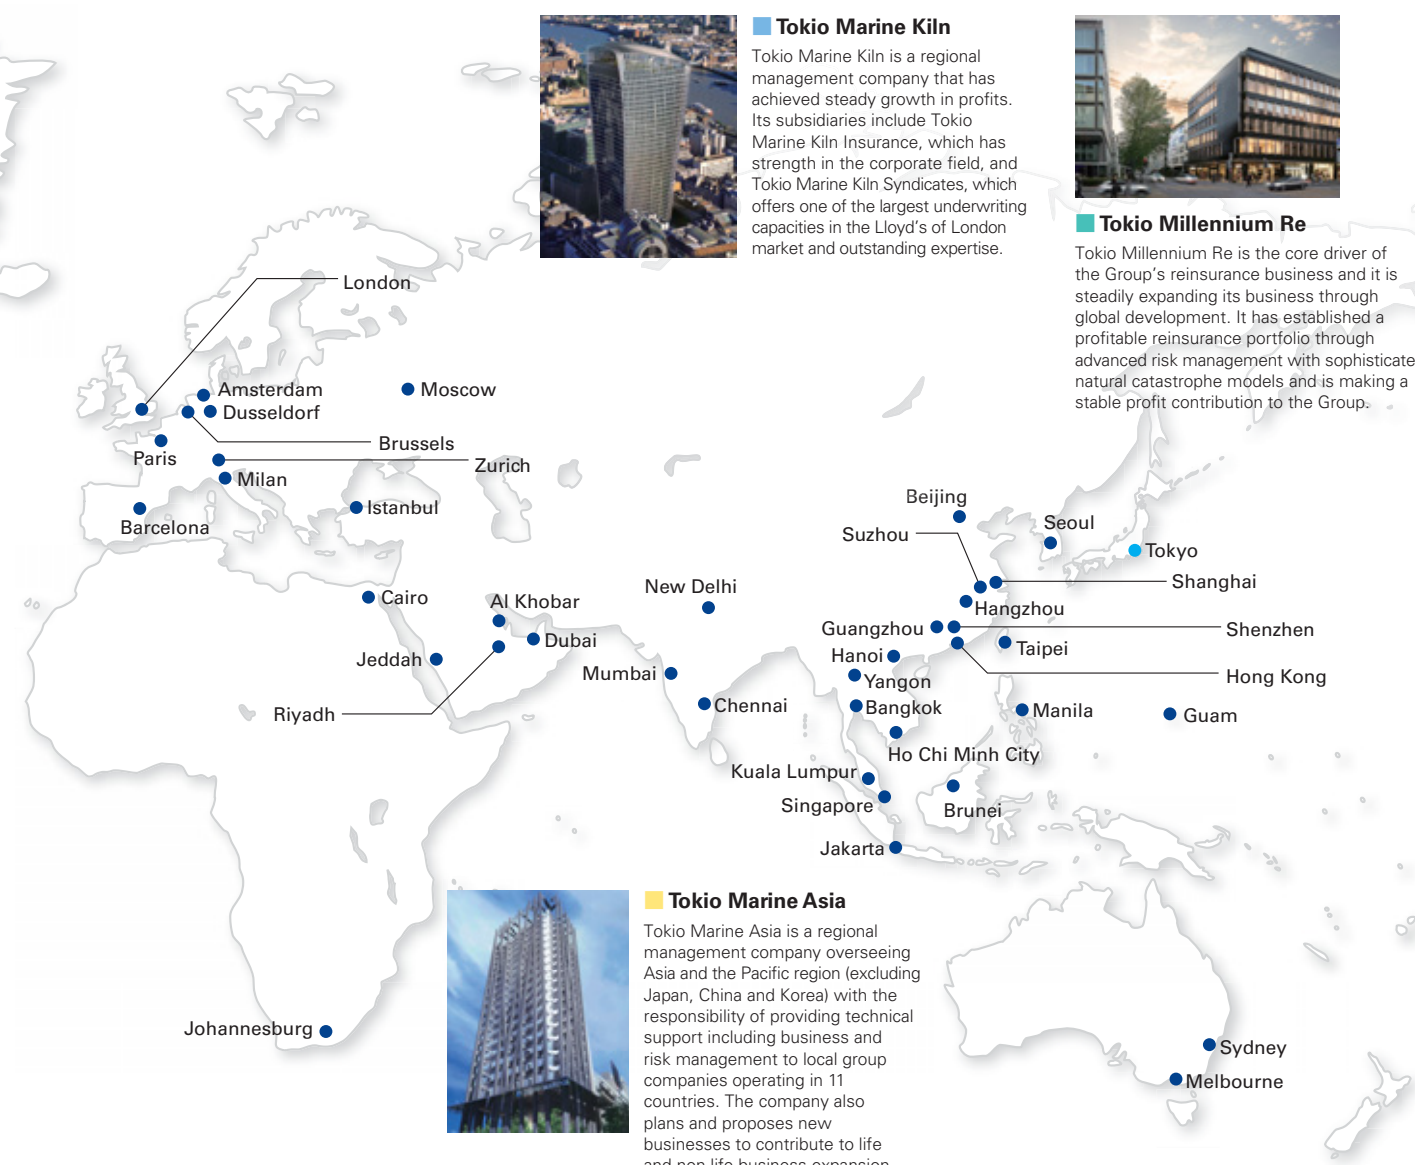 Tokio Marine Kiln
Tokio Marine Kiln is a regional
management company that has
achieved steady growth in profits.
Its subsidiaries include Tokio
Marine Kiln Insurance, which has
strength in the corporate field, and
Tokio Marine Kiln Syndicates, which
offers one of the largest underwriting
capacities in the Lloyd's of London
market and outstanding expertise.
Tokio Millennium Re
Tokio Millennium Re is the core driver of
the Group's reinsurance business and it is
steadily expanding its business through
global development. It has established a
profitable reinsurance portfolio through
advanced risk management with sophisticate
natural catastrophe models and is making a
stable profit contribution to the Group.
London
Amsterdam
Moscow
Dusseldorf
Brussels
Paris
Zurich
Milan
Istanbul
Barcelona
Beijing
Suzhou
Seoul
Tokyo
Shanghai
New Delhi
Cairo
Al Khobar
Hangzhou
Guangzhou
Shenzhen
Dubai
Taipei
Hanoi
Jeddah
Mumbai
Yangon
Hong Kong
Chennai
Bangkok
Manila
Guam
Riyadh
Ho Chi Minh City
Kuala Lumpur
Singapore
Brunei
Jakarta
Tokio Marine Asia
Tokio Marine Asia is a regional
management company overseeing
Asia and the Pacific region (excluding
Japan, China and Korea) with the
responsibility of providing technical
support including business and
risk management to local group
companies operating in 11
countries. The company also
plans and proposes new
businesses to contribute to life
and non-life business expansion
Johannesburg
Sydney
Melbourne